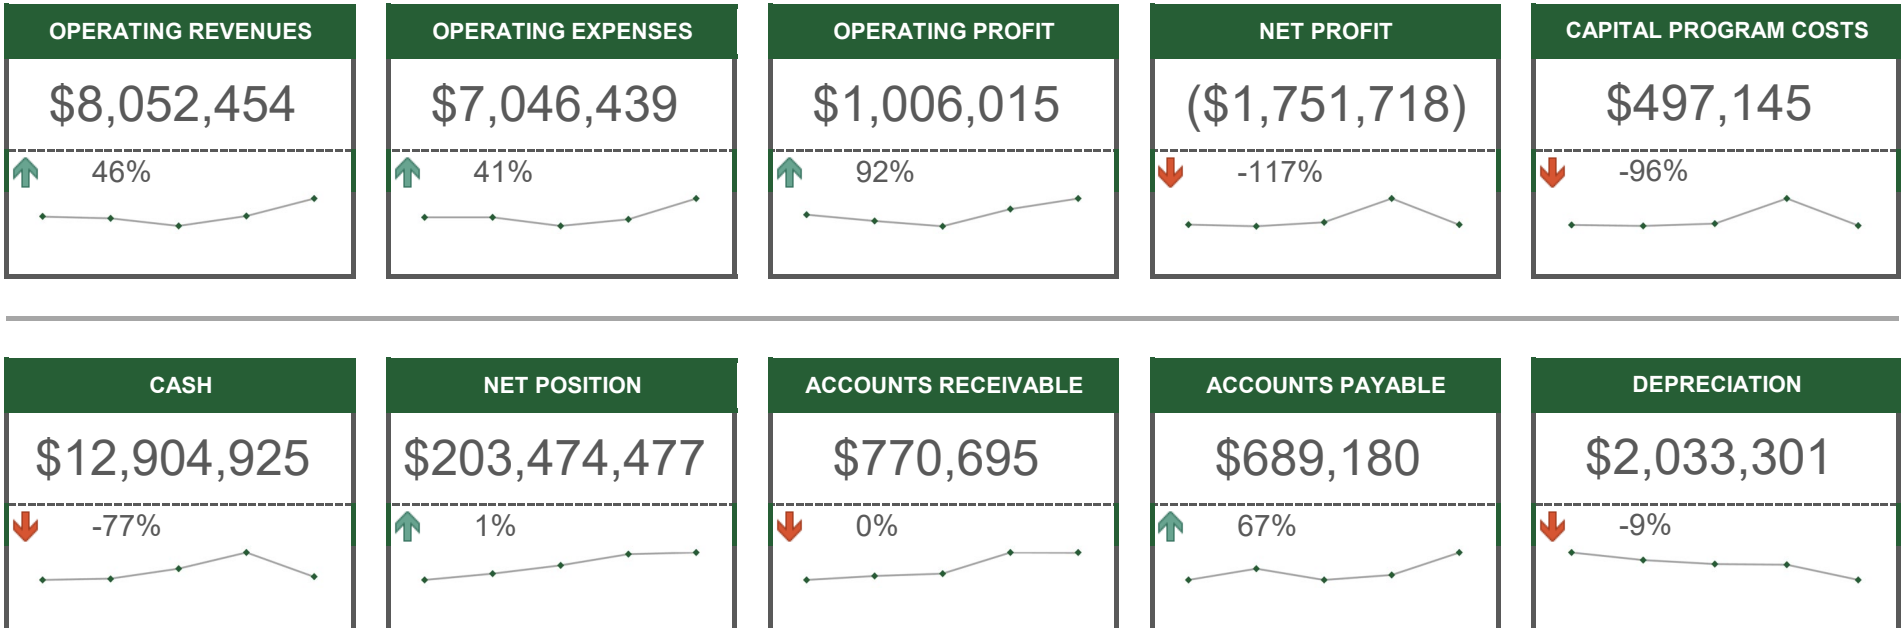 OPERATING REVENUES
OPERATING EXPENSES
OPERATING PROFIT
NET PROFIT
CAPITAL PROGRAM COSTS
$8,052,454
$7,046,439
$1,006,015
($1,751,718)
$497,145
46%
41%
92%
-117%
-96%
CASH
NET POSITION
ACCOUNTS RECEIVABLE
ACCOUNTS PAYABLE
DEPRECIATION
$12,904,925
$203,474,477
$770,695
$689,180
$2,033,301
-77%
1%
0%
67%
-9%